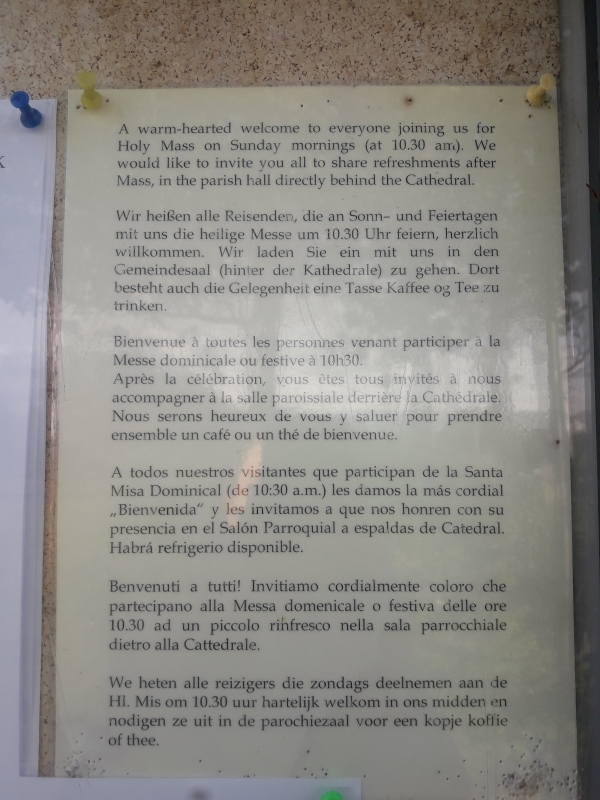 K
A warm-hearted welcome to everyone joining us for
Holy Mass on Sunday mornings (at 10.30 am). We
would like to invite you all to share refreshments after
Mass, in the parish hall directly behind the Cathedral.
Wir heißen alle Reisenden, die an Sonn- und Feiertagen
mit uns die heilige Messe um 10.30 Uhr feiern, herzlich
willkommen. Wir laden Sie ein mit uns in den
Gemeindesaal (hinter der Kathedrale) zu gehen. Dort
besteht auch die Gelegenheit eine Tasse Kaffee og Tee zu
trinken.
Bienvenue à toutes les personnes venant participer à la
Messe dominicale ou festive à 10h30.
Après la célébration, vous êtes tous invités à nous
accompagner à la salle paroissiale derrière la Cathédrale.
Nous serons heureux de vous y saluer pour prendre
ensemble un café ou un thé de bienvenue.
A todos nuestros visitantes que participan de la Santa
Misa Dominical (de 10:30 a.m.) les damos la más cordial
„Bienvenida“ y les invitamos a que nos honren con su
presencia en el Salón Parroquial a espaldas de Catedral.
Habrá refrigerio disponible.
Benvenuti a tutti! Invitiamo cordialmente coloro che
partecipano alla Messa domenicale o festiva delle ore
10.30 ad un piccolo rinfresco nella sala parrocchiale
dietro alla Cattedrale.
We heten alle reizigers die zondags deelnemen aan de
Hl. Mis om 10.30 uur hartelijk welkom in ons midden en
nodigen ze uit in de parochiezaal voor een kopje koffie
of thee.